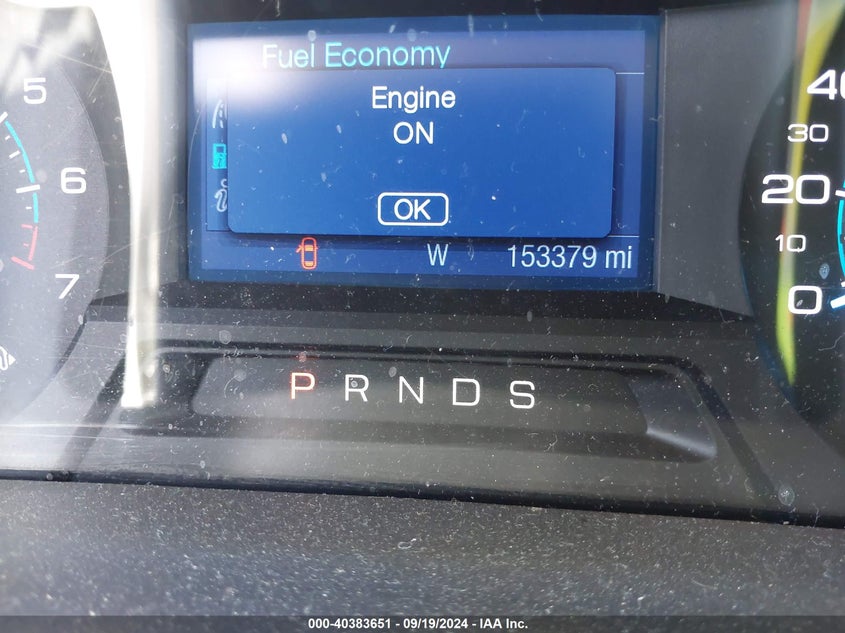 Fuel Economy
Engine
ON
OK
W 153379 mi
5
6
7
40
30
20
10
0
P R N D S
000-40383651 - 09/19/2024 - IAA Inc.